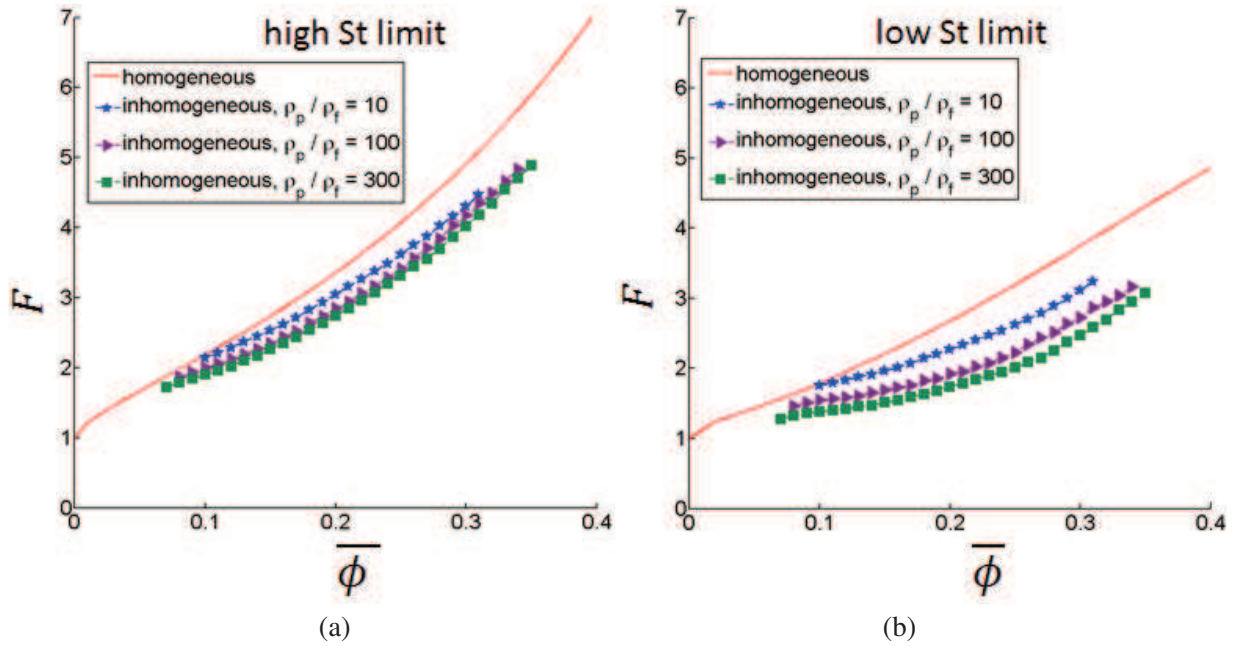 high St limit
homogeneous
inhomogeneous, ρp / ρf = 10
inhomogeneous, ρp / ρf = 100
inhomogeneous, ρp / ρf = 300
7
6
5
4
3
2
1
0
F
0
0.1
0.2
0.3
0.4
ϕ̅
(a)
low St limit
homogeneous
inhomogeneous, ρp / ρf = 10
inhomogeneous, ρp / ρf = 100
inhomogeneous, ρp / ρf = 300
7
6
5
4
3
2
1
0
F
0
0.1
0.2
0.3
0.4
ϕ̅
(b)